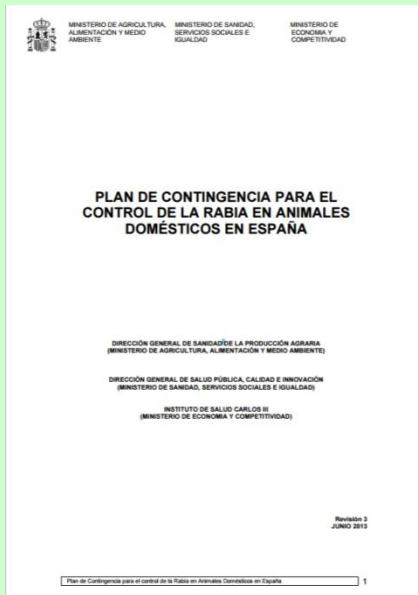 MINISTERIO DE AGRICULTURA,
ALIMENTACIÓN Y MEDIO
AMBIENTE
MINISTERIO DE SANIDAD,
SERVICIOS SOCIALES E
IGUALDAD
MINISTERIO DE
ECONOMIA Y
COMPETITIVIDAD
PLAN DE CONTINGENCIA PARA EL
CONTROL DE LA RABIA EN ANIMALES
DOMÉSTICOS EN ESPAÑA
DIRECCIÓN GENERAL DE SANIDAD DE LA PRODUCCIÓN AGRARIA
(MINISTERIO DE AGRICULTURA, ALIMENTACIÓN Y MEDIO AMBIENTE)
DIRECCIÓN GENERAL DE SALUD PÚBLICA, CALIDAD E INNOVACIÓN
(MINISTERIO DE SANIDAD, SERVICIOS SOCIALES E IGUALDAD)
INSTITUTO DE SALUD CARLOS III
(MINISTERIO DE ECONOMIA Y COMPETITIVIDAD)
Revisión 3
JUNIO 2013
Plan de Contingencia para el control de la Rabia en Animales Domésticos en España 1